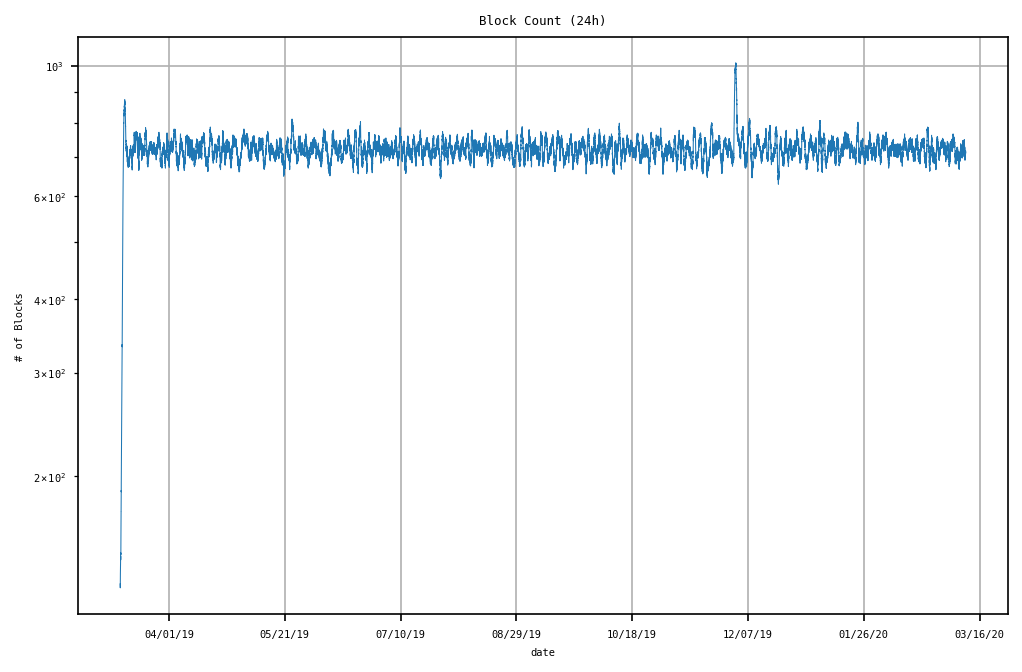 Block Count (24h)
10³
6×10²
4×10²
3×10²
2×10²
# of Blocks
04/01/19 05/21/19 07/10/19 08/29/19 10/18/19 12/07/19 01/26/20 03/16/20
date